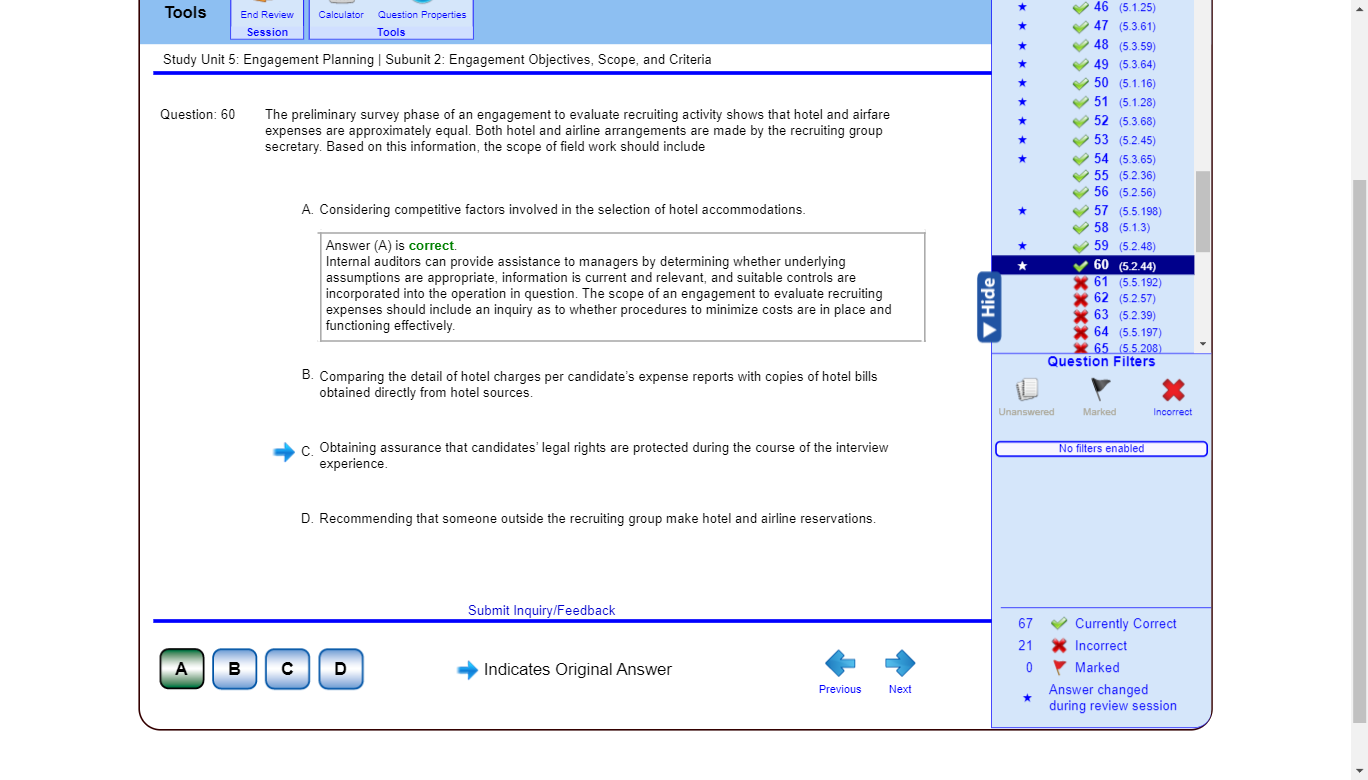 Tools
End Review
Session
Calculator
Question Properties
Tools
Study Unit 5: Engagement Planning | Subunit 2: Engagement Objectives, Scope, and Criteria
Question: 60
The preliminary survey phase of an engagement to evaluate recruiting activity shows that hotel and airfare
expenses are approximately equal. Both hotel and airline arrangements are made by the recruiting group
secretary. Based on this information, the scope of field work should include
A. Considering competitive factors involved in the selection of hotel accommodations.
Answer (A) is correct.
Internal auditors can provide assistance to managers by determining whether underlying
assumptions are appropriate, information is current and relevant, and suitable controls are
incorporated into the operation in question. The scope of an engagement to evaluate recruiting
expenses should include an inquiry as to whether procedures to minimize costs are in place and
functioning effectively.
B. Comparing the detail of hotel charges per candidate's expense reports with copies of hotel bills
obtained directly from hotel sources.
C. Obtaining assurance that candidates' legal rights are protected during the course of the interview
experience.
D. Recommending that someone outside the recruiting group make hotel and airline reservations.
Submit Inquiry/Feedback
A
B
C
D
Indicates Original Answer
Previous
Next
Hide
46 (5.1.25)
47 (5.3.61)
48 (5.3.59)
49 (5.3.64)
50 (5.1.16)
51 (5.1.28)
52 (5.3.68)
53 (5.2.45)
54 (5.3.65)
55 (5.2.36)
56 (5.2.56)
57 (5.5.198)
58 (5.1.3)
59 (5.2.48)
60 (5.2.44)
61 (5.5.192)
62 (5.2.57)
63 (5.2.39)
64 (5.5.197)
65 (5.5.208)
Question Filters
Unanswered
Marked
Incorrect
No filters enabled
67 Currently Correct
21 Incorrect
0 Marked
Answer changed
during review session